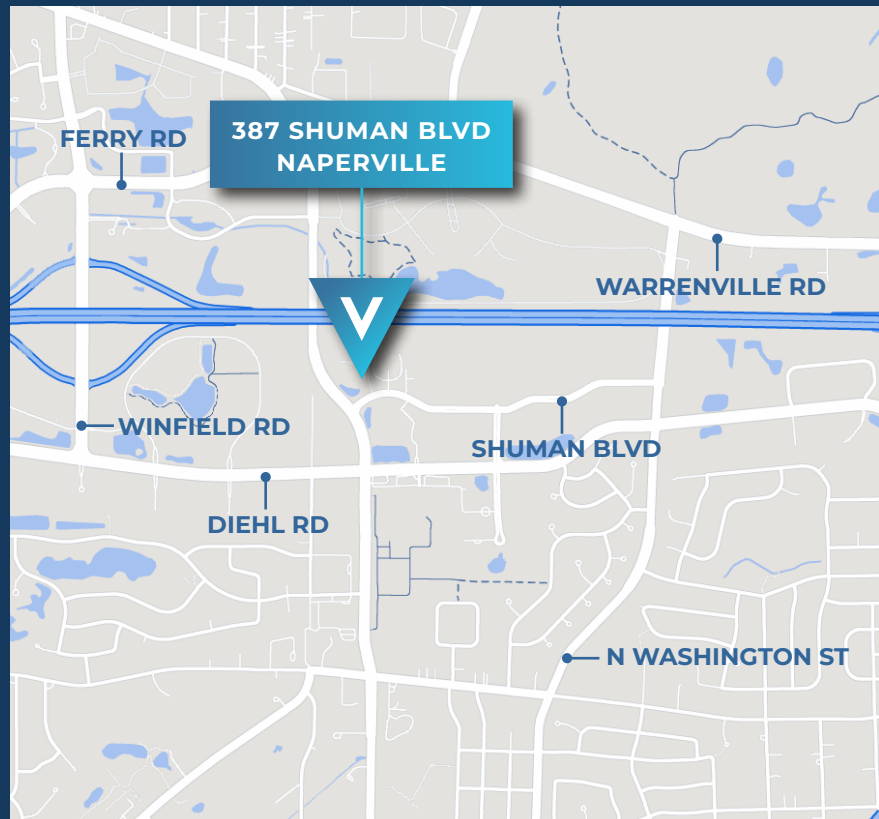 387 SHUMAN BLVD
NAPERVILLE
FERRY RD
WARRENVILLE RD
V
WINFIELD RD
SHUMAN BLVD
DIEHL RD
N WASHINGTON ST